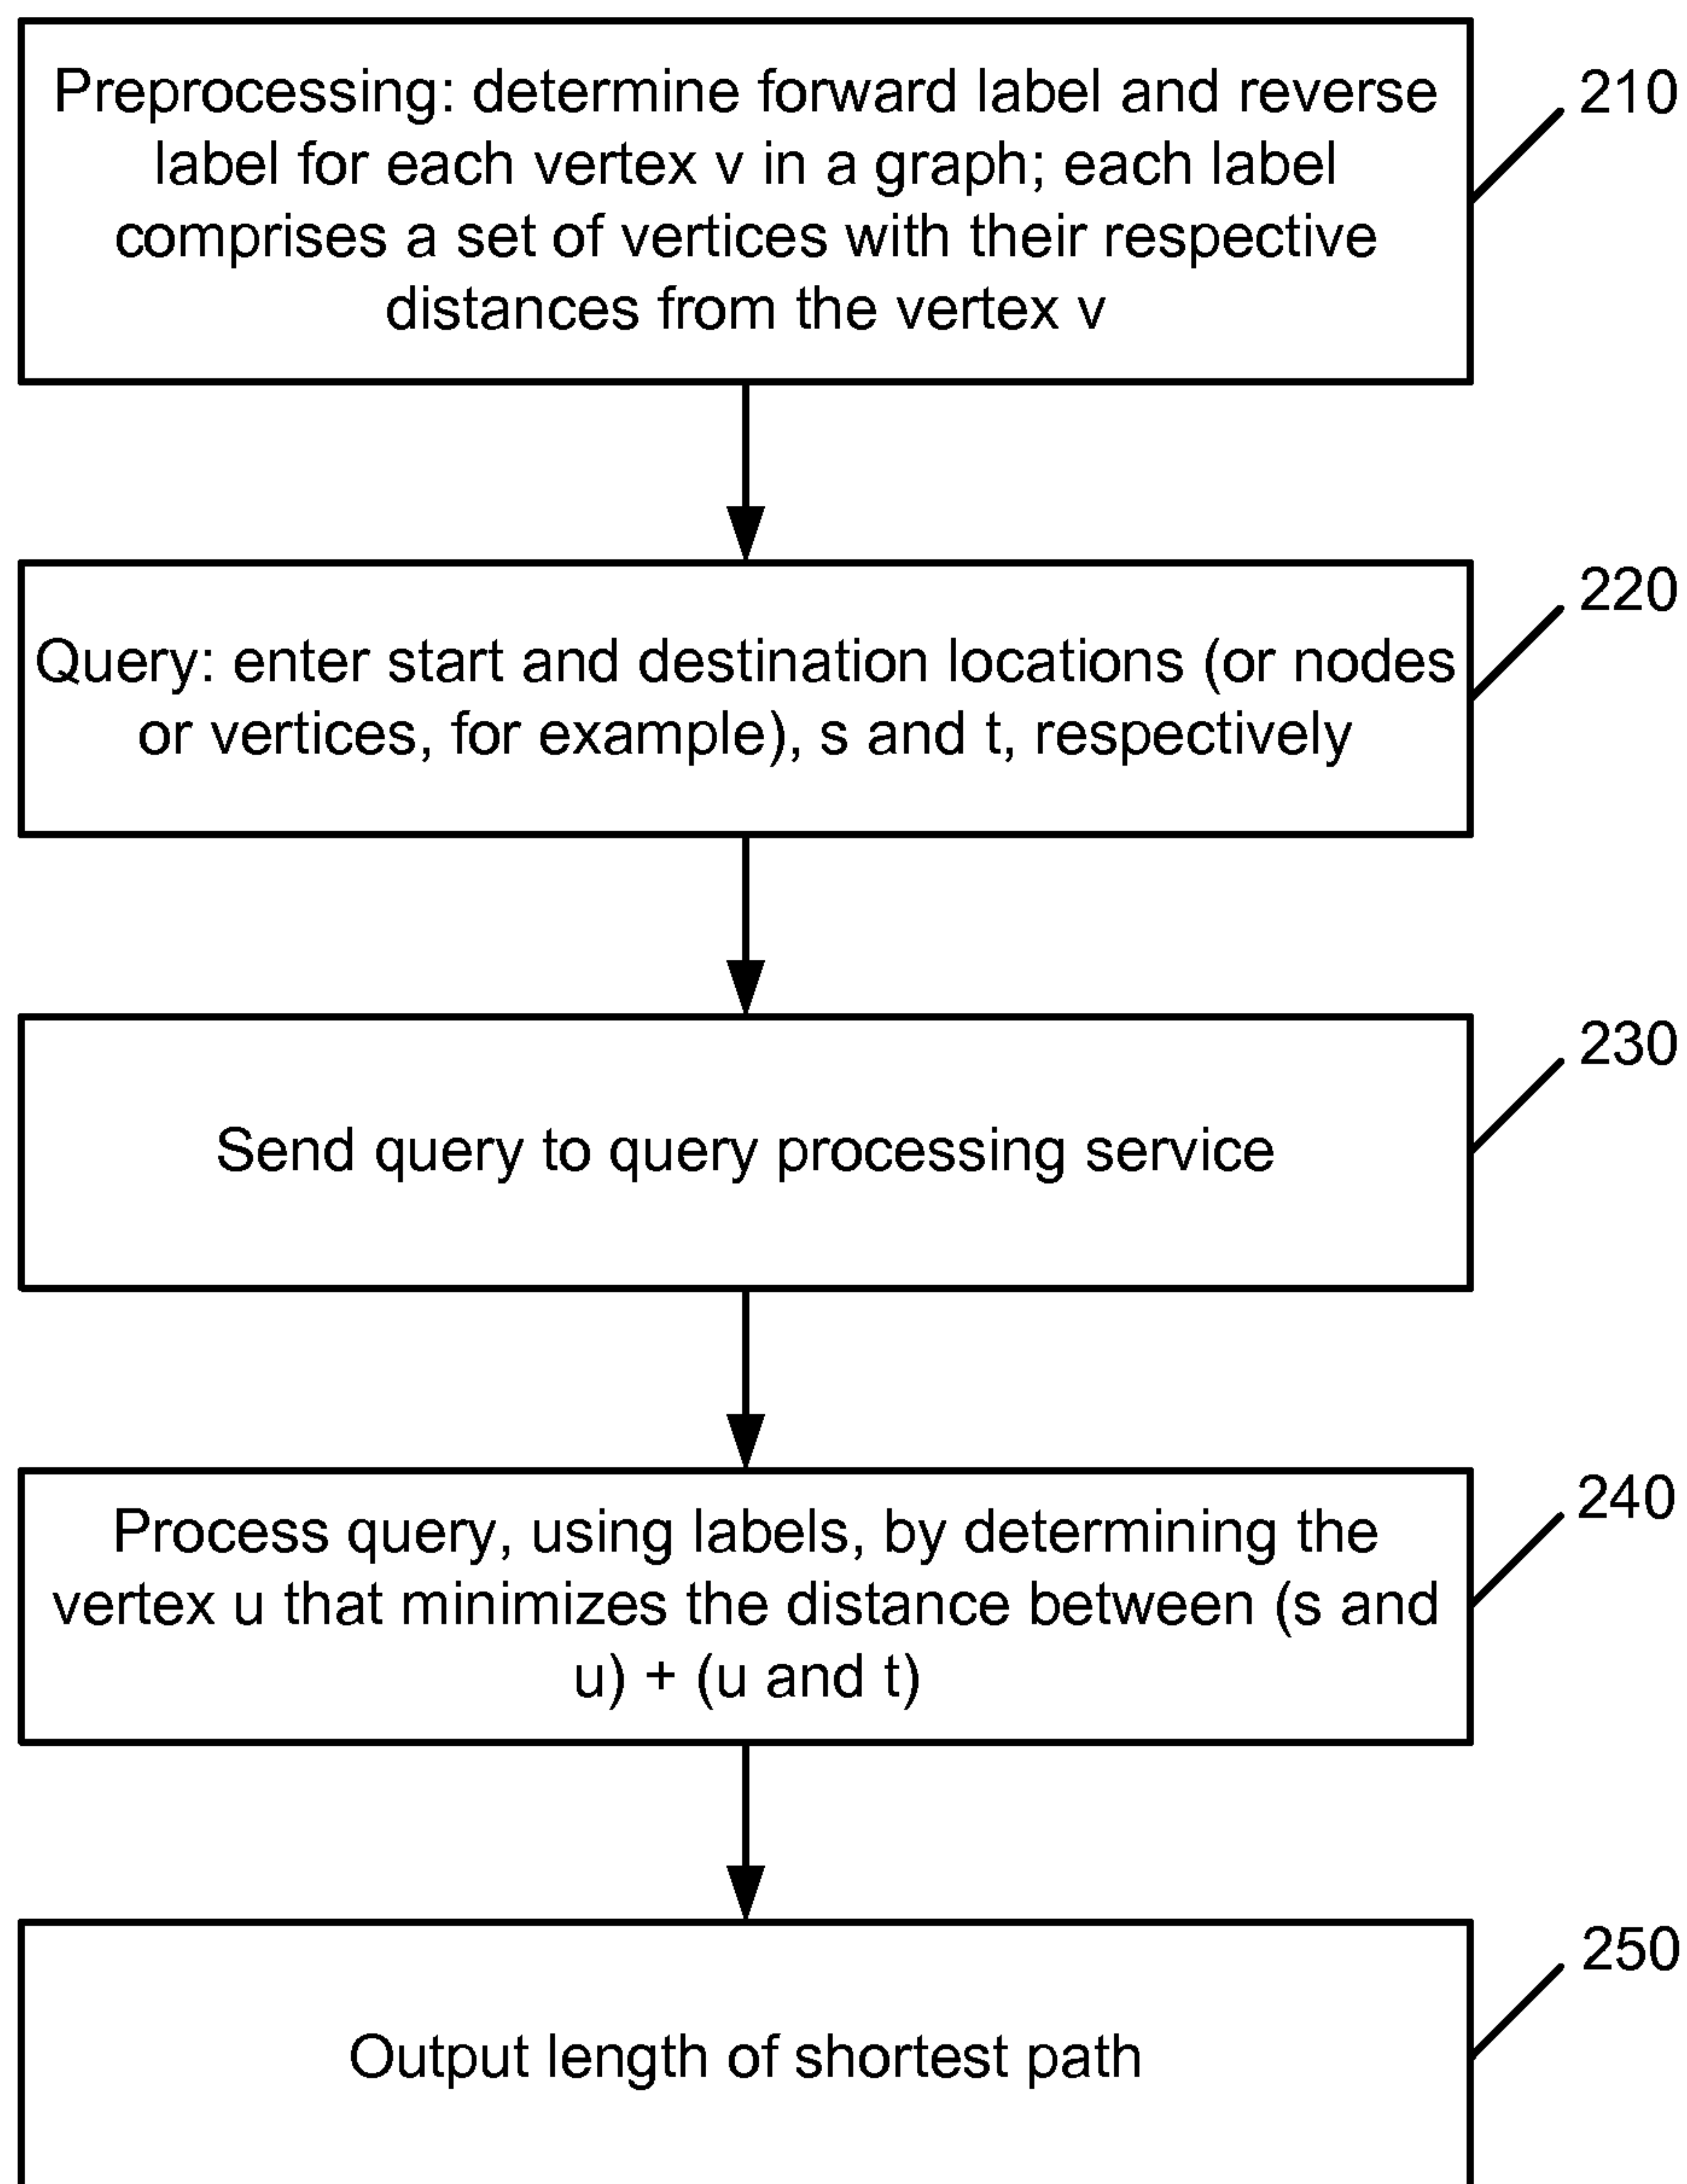 Preprocessing: determine forward label and reverse
label for each vertex v in a graph; each label
comprises a set of vertices with their respective
distances from the vertex v
210
Query: enter start and destination locations (or nodes
or vertices, for example), s and t, respectively
220
Send query to query processing service
230
Process query, using labels, by determining the
vertex u that minimizes the distance between (s and
u) + (u and t)
240
Output length of shortest path
250